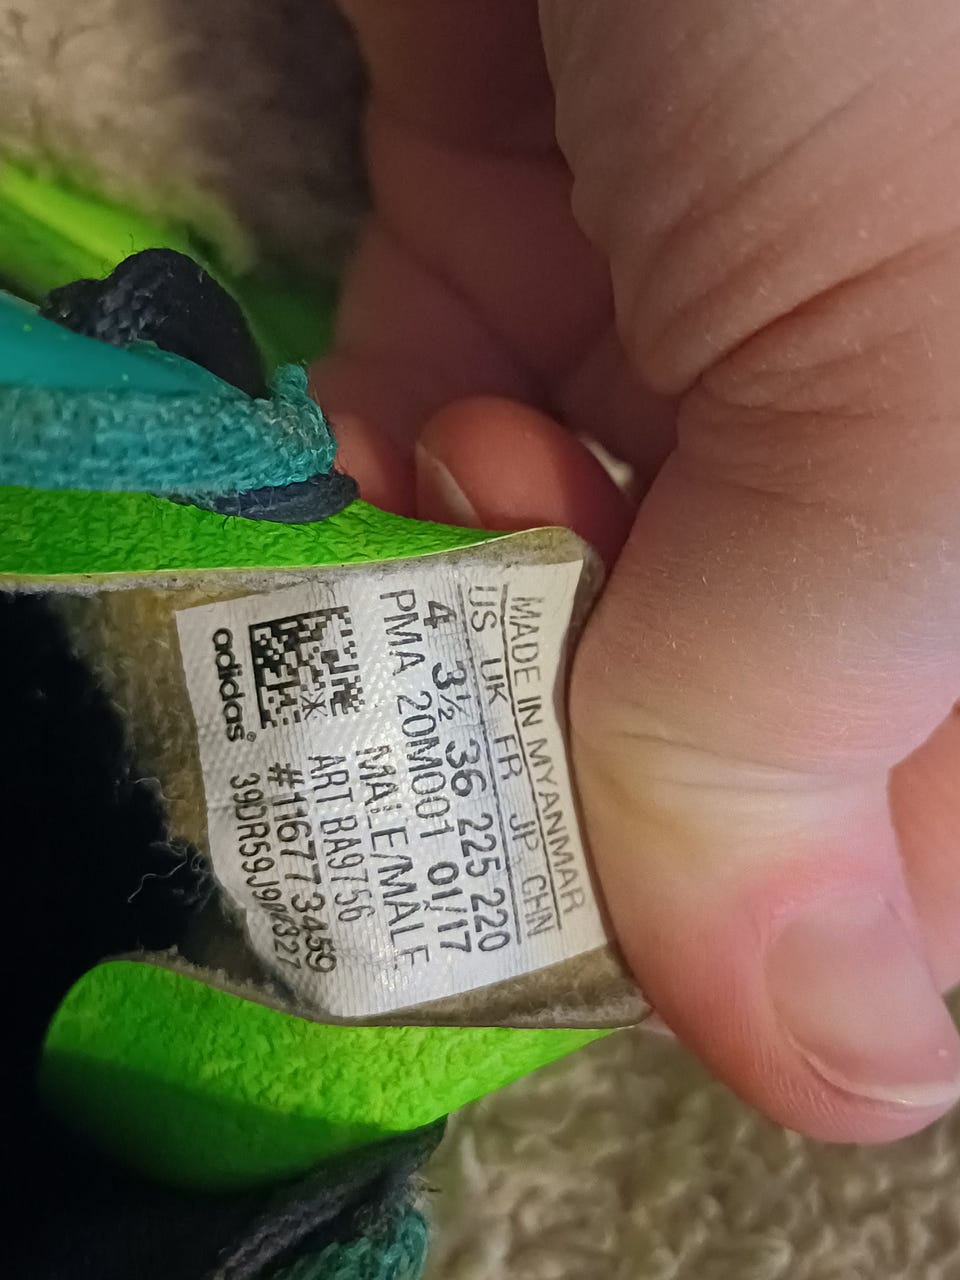 MADE IN MYANMAR
US UK FR JP CHN
4 3½ 36 225 220
PMA 20M001 01/17
MALE/MALE
ART BA9756
#11677 3459
adidas®